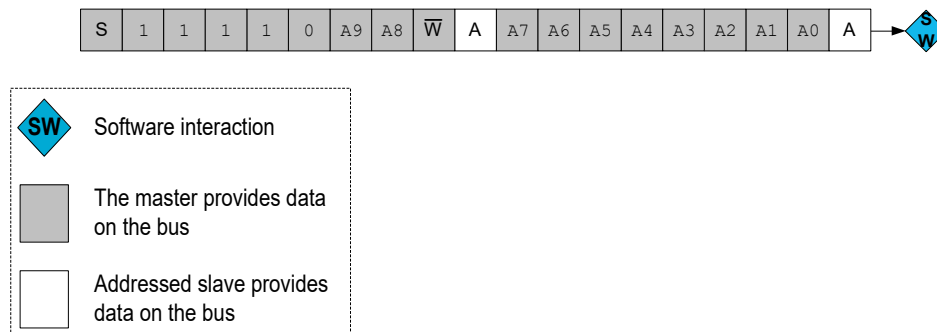 S 1 1 1 1 0 A9 A8 W̅ A A7 A6 A5 A4 A3 A2 A1 A0 A S W
SW Software interaction
The master provides data
on the bus
Addressed slave provides
data on the bus